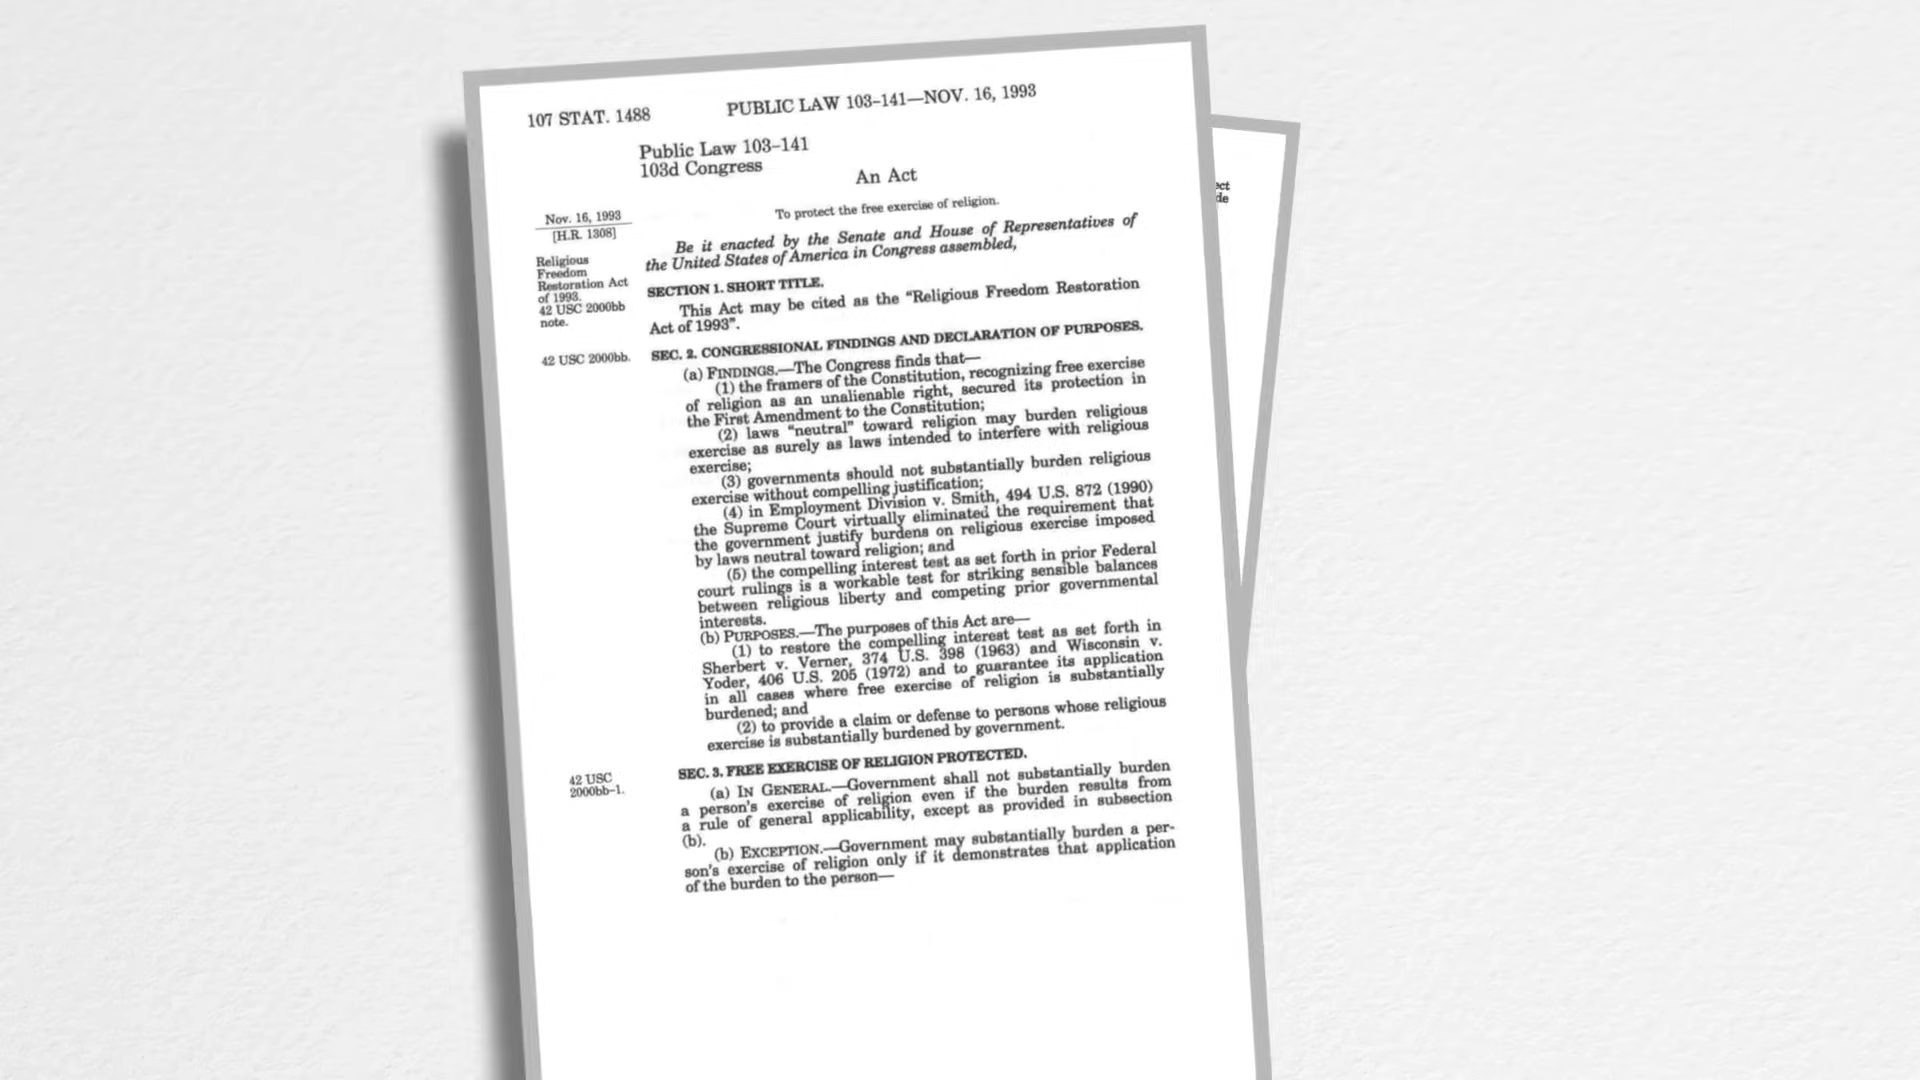 107 STAT. 1488
PUBLIC LAW 103–141—NOV. 16, 1993
Public Law 103–141
103d Congress
An Act
Nov. 16, 1993
[H.R. 1308]
To protect the free exercise of religion.
Religious
Freedom
Restoration Act
of 1993.
42 USC 2000bb
note.
Be it enacted by the Senate and House of Representatives of
the United States of America in Congress assembled,
SECTION 1. SHORT TITLE.
This Act may be cited as the “Religious Freedom Restoration
Act of 1993”.
42 USC 2000bb.
SEC. 2. CONGRESSIONAL FINDINGS AND DECLARATION OF PURPOSES.
(a) FINDINGS.—The Congress finds that—
(1) the framers of the Constitution, recognizing free exercise
of religion as an unalienable right, secured its protection in
the First Amendment to the Constitution;
(2) laws “neutral” toward religion may burden religious
exercise as surely as laws intended to interfere with religious
exercise;
(3) governments should not substantially burden religious
exercise without compelling justification;
(4) in Employment Division v. Smith, 494 U.S. 872 (1990)
the Supreme Court virtually eliminated the requirement that
the government justify burdens on religious exercise imposed
by laws neutral toward religion; and
(5) the compelling interest test as set forth in prior Federal
court rulings is a workable test for striking sensible balances
between religious liberty and competing prior governmental
interests.
(b) PURPOSES.—The purposes of this Act are—
(1) to restore the compelling interest test as set forth in
Sherbert v. Verner, 374 U.S. 398 (1963) and Wisconsin v.
Yoder, 406 U.S. 205 (1972) and to guarantee its application
in all cases where free exercise of religion is substantially
burdened; and
(2) to provide a claim or defense to persons whose religious
exercise is substantially burdened by government.
42 USC
2000bb–1.
SEC. 3. FREE EXERCISE OF RELIGION PROTECTED.
(a) IN GENERAL.—Government shall not substantially burden
a person's exercise of religion even if the burden results from
a rule of general applicability, except as provided in subsection
(b).
(b) EXCEPTION.—Government may substantially burden a per-
son's exercise of religion only if it demonstrates that application
of the burden to the person—